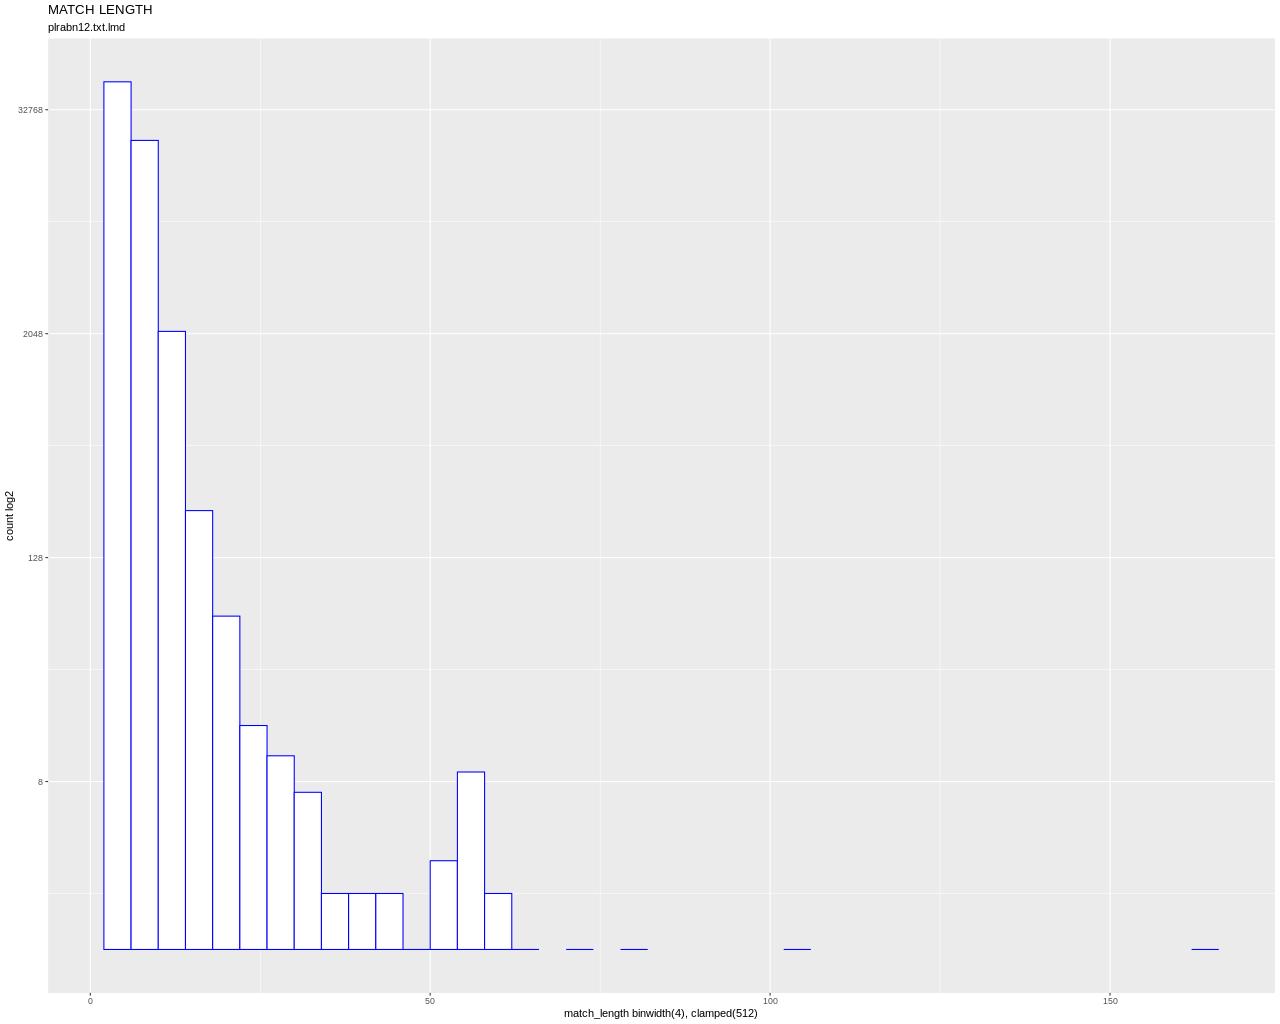 MATCH LENGTH
plrabn12.txt.lmd
count log2
32768
2048
128
8
0
50
100
150
match_length binwidth(4), clamped(512)